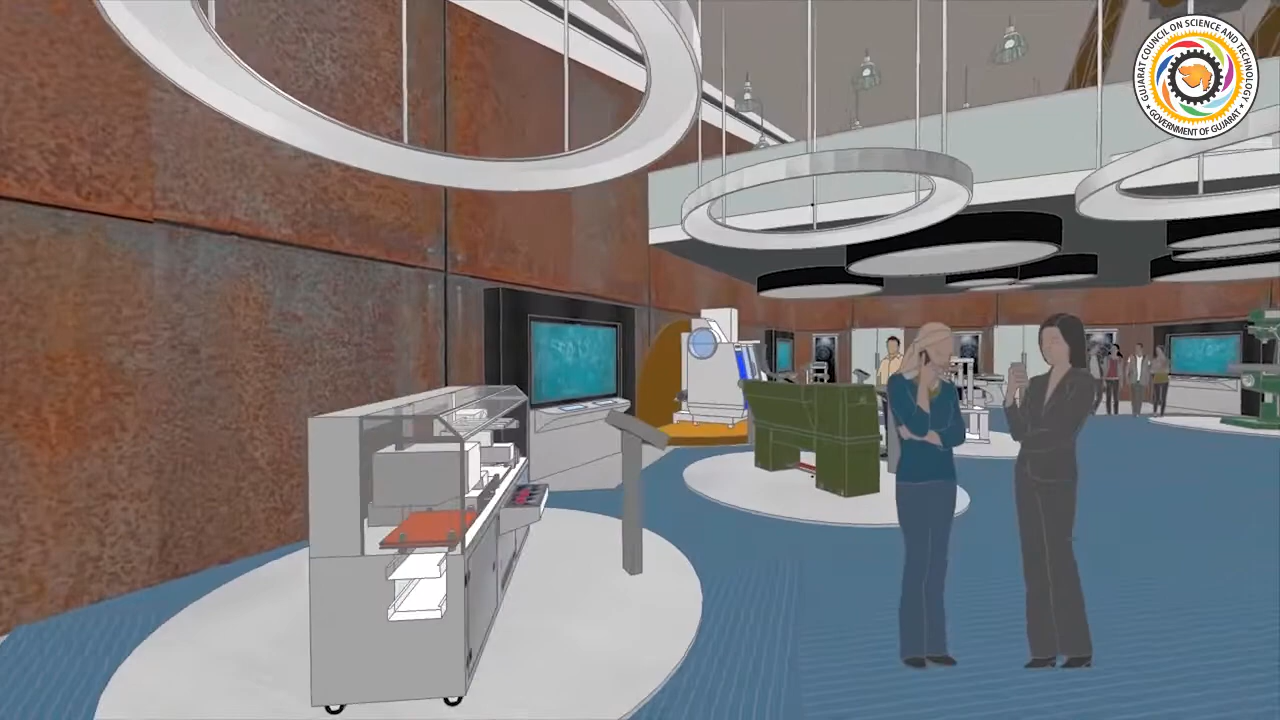 GUJARAT COUNCIL ON SCIENCE AND TECHNOLOGY
GOVERNMENT OF GUJARAT